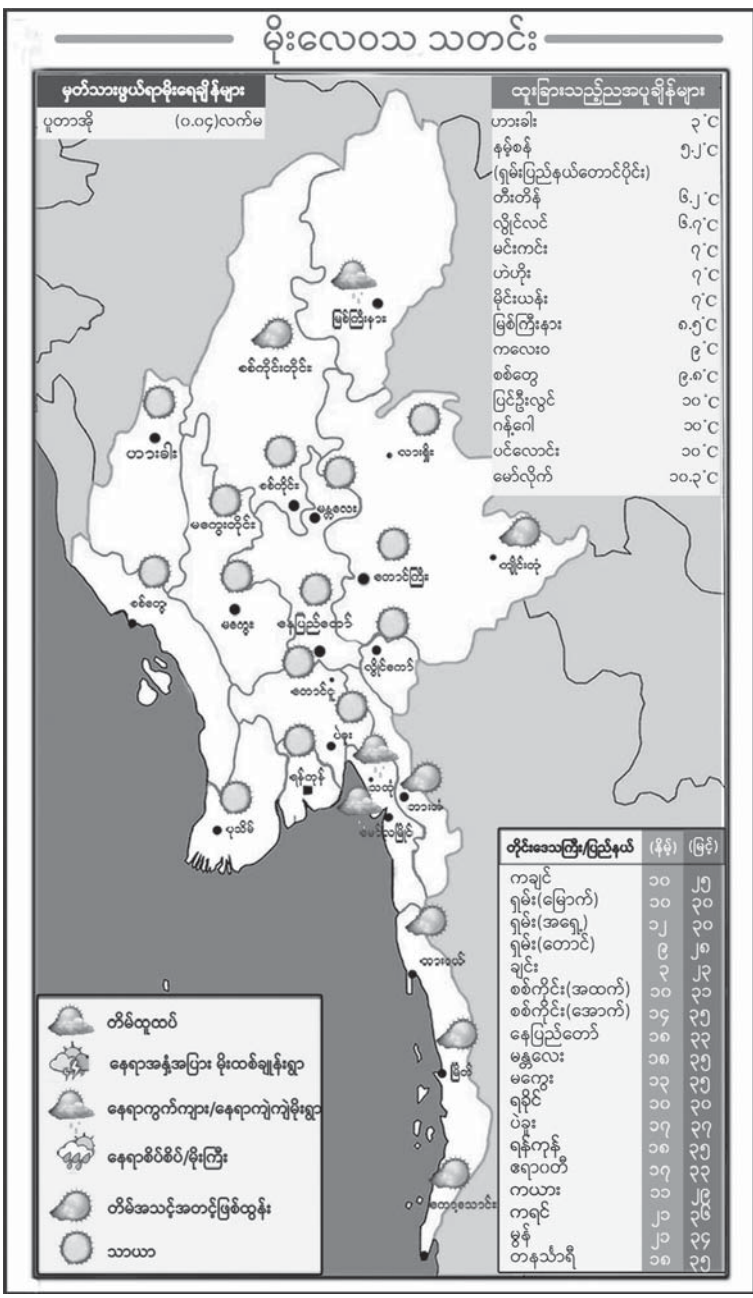 မိုးလေဝသ သတင်း
မှတ်သားဖွယ်ရာမိုးရေချိန်များ
ပူတာအို (၀.၀၄)လက်မ
ထူးခြားသည့်ညအပူချိန်များ
ဟားခါး ၃°C
နမ့်စန် ၅.၂°C
(ရှမ်းပြည်နယ်တောင်ပိုင်း)
တီးတိန် ၆.၂°C
လွိုင်လင် ၆.၇°C
မင်းကင်း ၇°C
ဟဲဟိုး ၇°C
မိုင်းယန်း ၇°C
မြစ်ကြီးနား ၈.၅°C
ကလေးဝ ၉°C
စစ်တွေ ၉.၈°C
ပြင်ဦးလွင် ၁၀°C
ဂန့်ဂေါ ၁၀°C
ပင်လောင်း ၁၀°C
မော်လိုက် ၁၀.၃°C
မြစ်ကြီးနား
စစ်ကိုင်းတိုင်း
ဟားခါး
လားရှိုး
စစ်ကိုင်း
မန္တလေး
မကွေးတိုင်း
ကျိုင်းတုံ
တောင်ကြီး
စစ်တွေ
မကွေး
နေပြည်တော်
လွိုင်ကော်
တောင်ငူ
ပဲခူး
ရန်ကုန်
သထုံ
ဘားအံ
မော်လမြိုင်
ပုသိမ်
ထားဝယ်
မြိတ်
ကော့သောင်း
တိမ်ထူထပ်
နေရာအနှံ့အပြား မိုးထစ်ချုန်းရွာ
နေရာကွက်ကျား/နေရာကျဲကျဲမိုးရွာ
နေရာစိပ်စိပ်/မိုးကြီး
တိမ်အသင့်အတင့်ဖြစ်ထွန်း
သာယာ
တိုင်းဒေသကြီး/ပြည်နယ် (နိမ့်) (မြင့်)
ကချင် ၁၀ ၂၅
ရှမ်း(မြောက်) ၁၀ ၃၀
ရှမ်း(အရှေ့) ၁၂ ၃၀
ရှမ်း(တောင်) ၉ ၂၈
ချင်း ၃ ၂၃
စစ်ကိုင်း(အထက်) ၁၀ ၃၁
စစ်ကိုင်း(အောက်) ၁၄ ၃၅
နေပြည်တော် ၁၈ ၃၃
မန္တလေး ၁၈ ၃၅
မကွေး ၁၃ ၃၅
ရခိုင် ၁၀ ၃၀
ပဲခူး ၁၇ ၃၇
ရန်ကုန် ၁၈ ၃၅
ဧရာဝတီ ၁၇ ၃၃
ကယား ၁၁ ၂၉
ကရင် ၂၁ ၃၆
မွန် ၂၁ ၃၄
တနင်္သာရီ ၁၈ ၃၅